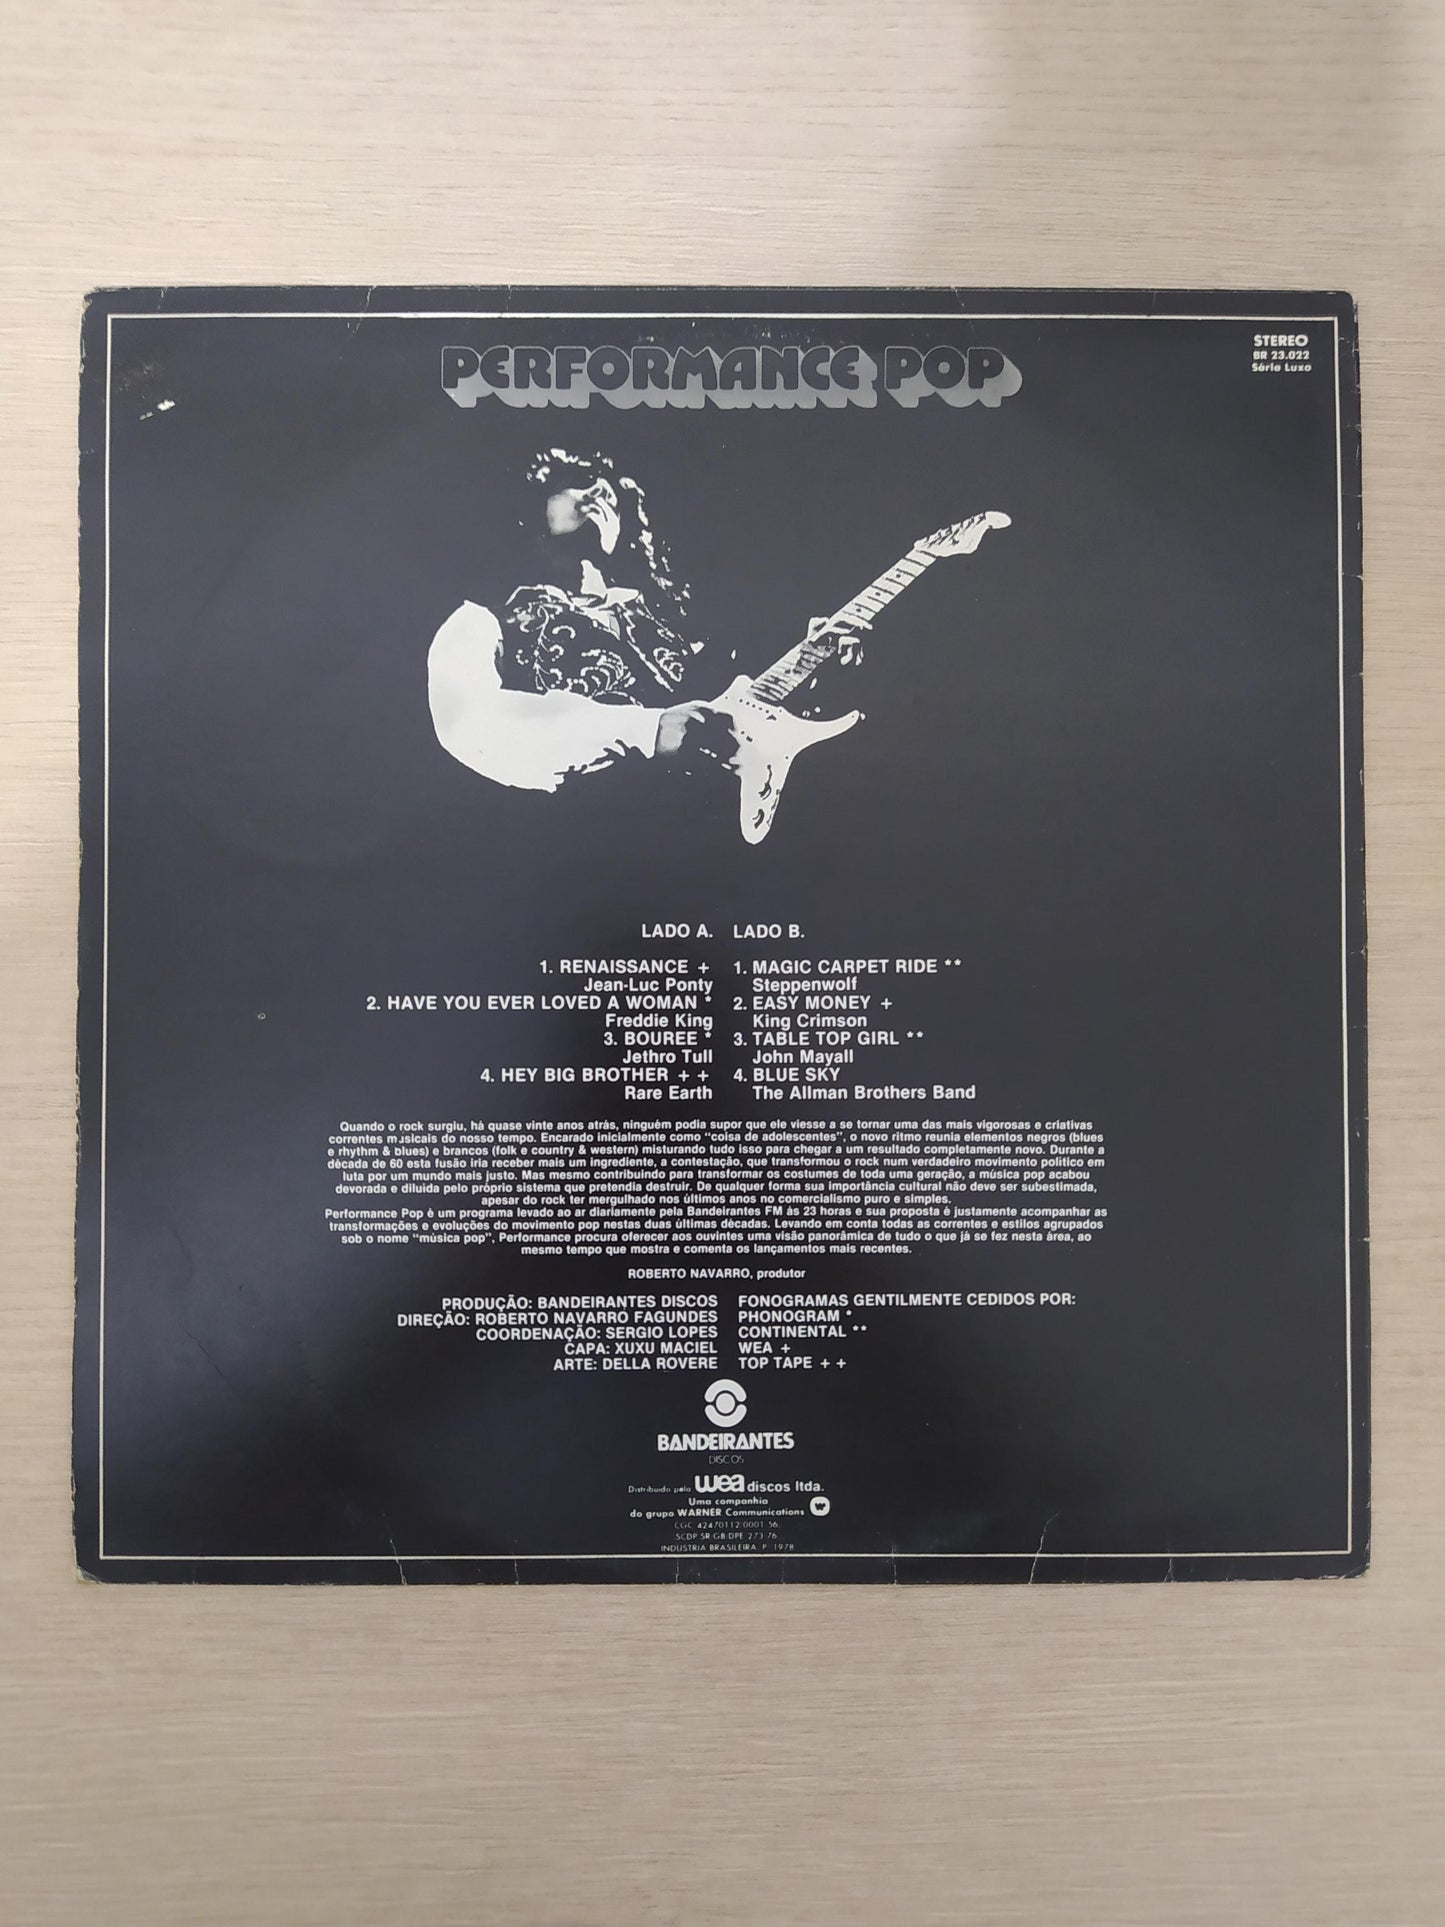 PERFORMANCE POP
STEREO
BR 23.022
Série Luxo
LADO A.
1. RENAISSANCE +
Jean-Luc Ponty
2. HAVE YOU EVER LOVED A WOMAN *
Freddie King
3. BOUREE *
Jethro Tull
4. HEY BIG BROTHER + +
Rare Earth
LADO B.
1. MAGIC CARPET RIDE **
Steppenwolf
2. EASY MONEY +
King Crimson
3. TABLE TOP GIRL **
John Mayall
4. BLUE SKY
The Allman Brothers Band
Quando o rock surgiu, há quase vinte anos atrás, ninguém podia supor que ele viesse a se tornar uma das mais vigorosas e criativas
correntes musicais do nosso tempo. Encarado inicialmente como "coisa de adolescentes", o novo ritmo reunia elementos negros (blues
e rhythm & blues) e brancos (folk e country & western) misturando tudo isso para chegar a um resultado completamente novo. Durante a
década de 60 esta fusão iria receber mais um ingrediente, a contestação, que transformou o rock num verdadeiro movimento político em
luta por um mundo mais justo. Mas mesmo contribuindo para transformar os costumes de toda uma geração, a música pop acabou
devorada e diluida pelo próprio sistema que pretendia destruir. De qualquer forma sua importância cultural não deve ser subestimada,
apesar do rock ter mergulhado nos últimos anos no comercialismo puro e simples.
Performance Pop é um programa levado ao ar diariamente pela Bandeirantes FM às 23 horas e sua proposta é justamente acompanhar as
transformações e evoluções do movimento pop nestas duas últimas décadas. Levando em conta todas as correntes e estilos agrupados
sob o nome "música pop", Performance procura oferecer aos ouvintes uma visão panorâmica de tudo o que já se fez nesta área, ao
mesmo tempo que mostra e comenta os lançamentos mais recentes.
ROBERTO NAVARRO, produtor
PRODUÇÃO: BANDEIRANTES DISCOS
DIREÇÃO: ROBERTO NAVARRO FAGUNDES
COORDENAÇÃO: SERGIO LOPES
CAPA: XUXU MACIEL
ARTE: DELLA ROVERE
FONOGRAMAS GENTILMENTE CEDIDOS POR:
PHONOGRAM *
CONTINENTAL **
WEA +
TOP TAPE + +
BANDEIRANTES
DISCOS
Distribuido pela wea discos ltda.
Uma companhia
do grupo WARNER Communications
CGC 42470112/0001-56
SCDP SR GB DPE 273/76
INDUSTRIA BRASILEIRA P 1978